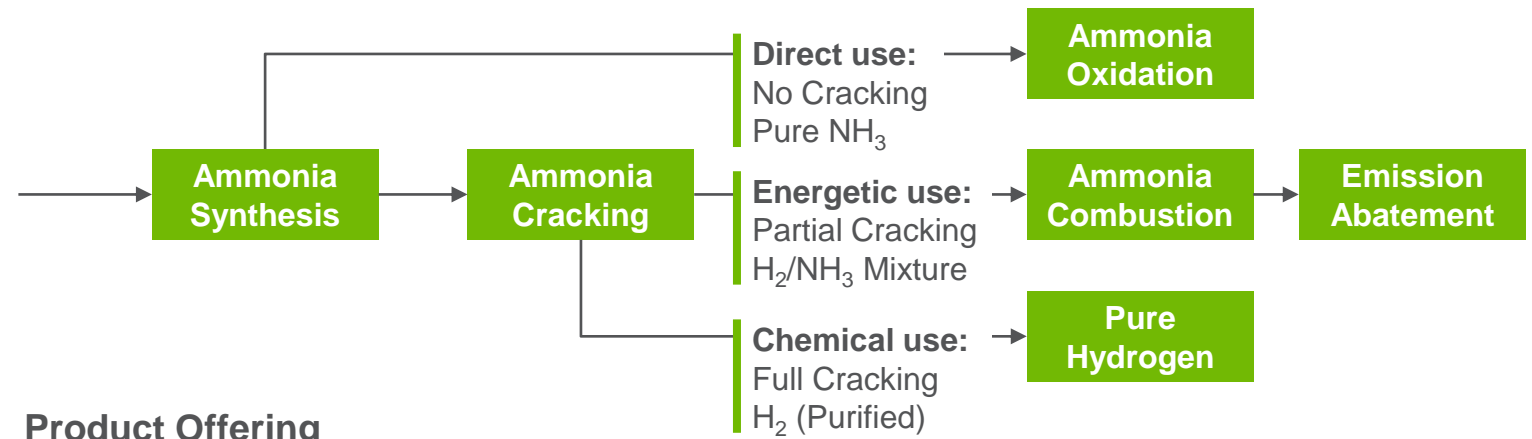 Direct use:
No Cracking
Pure NH₃
Ammonia
Oxidation
Ammonia
Synthesis
Ammonia
Cracking
Energetic use:
Partial Cracking
H₂/NH₃ Mixture
Ammonia
Combustion
Emission
Abatement
Chemical use:
Full Cracking
H₂ (Purified)
Pure
Hydrogen
Product Offering